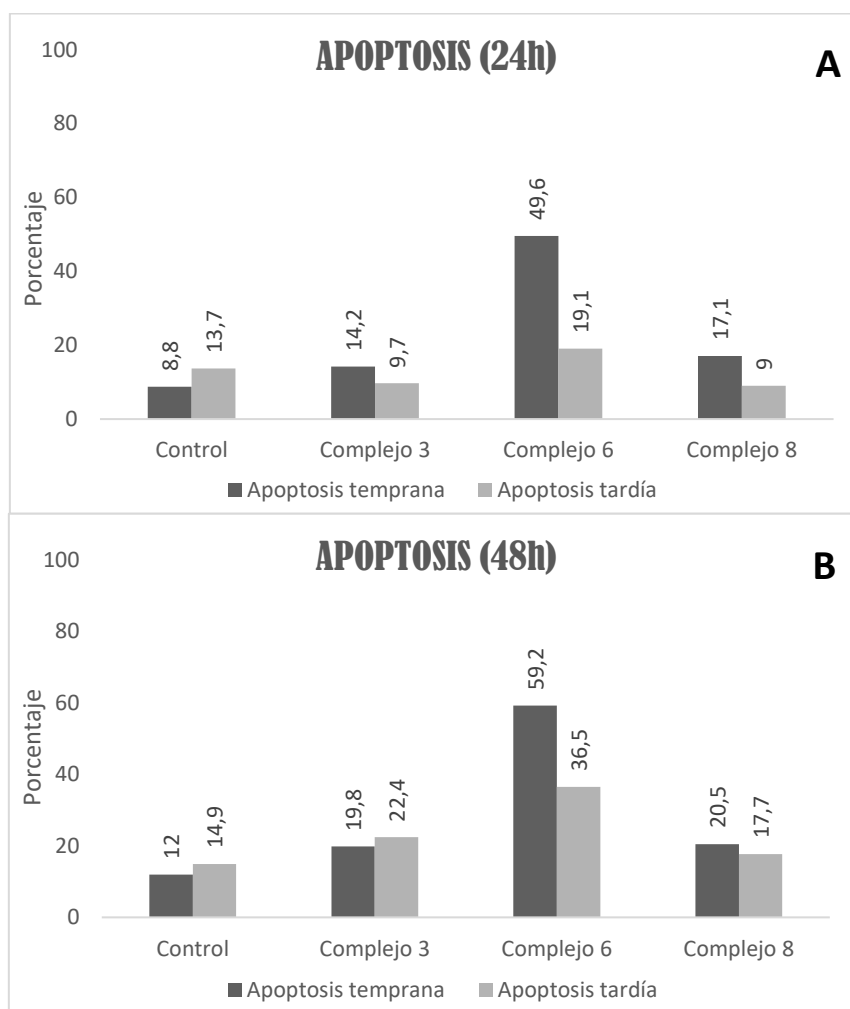 APOPTOSIS (24h)
A
Porcentaje
100
80
60
40
20
0
8,8
13,7
14,2
9,7
49,6
19,1
17,1
9
Control
Complejo 3
Complejo 6
Complejo 8
Apoptosis temprana
Apoptosis tardía
APOPTOSIS (48h)
B
Porcentaje
100
80
60
40
20
0
12
14,9
19,8
22,4
59,2
36,5
20,5
17,7
Control
Complejo 3
Complejo 6
Complejo 8
Apoptosis temprana
Apoptosis tardía